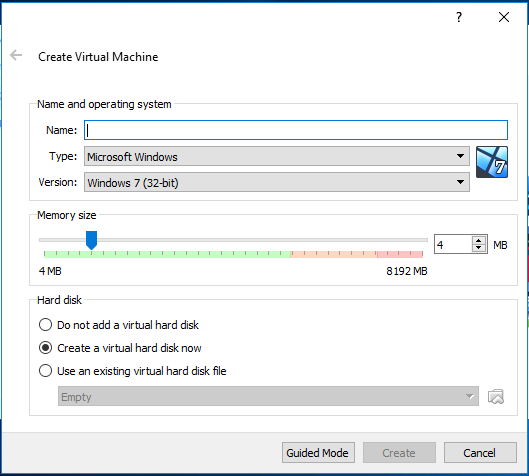 ?
Create Virtual Machine
Name and operating system
Name:
Type: Microsoft Windows
7
Version: Windows 7 (32-bit)
Memory size
4 MB
4 MB 8192 MB
Hard disk
Do not add a virtual hard disk
Create a virtual hard disk now
Use an existing virtual hard disk file
Empty
Guided Mode Create Cancel